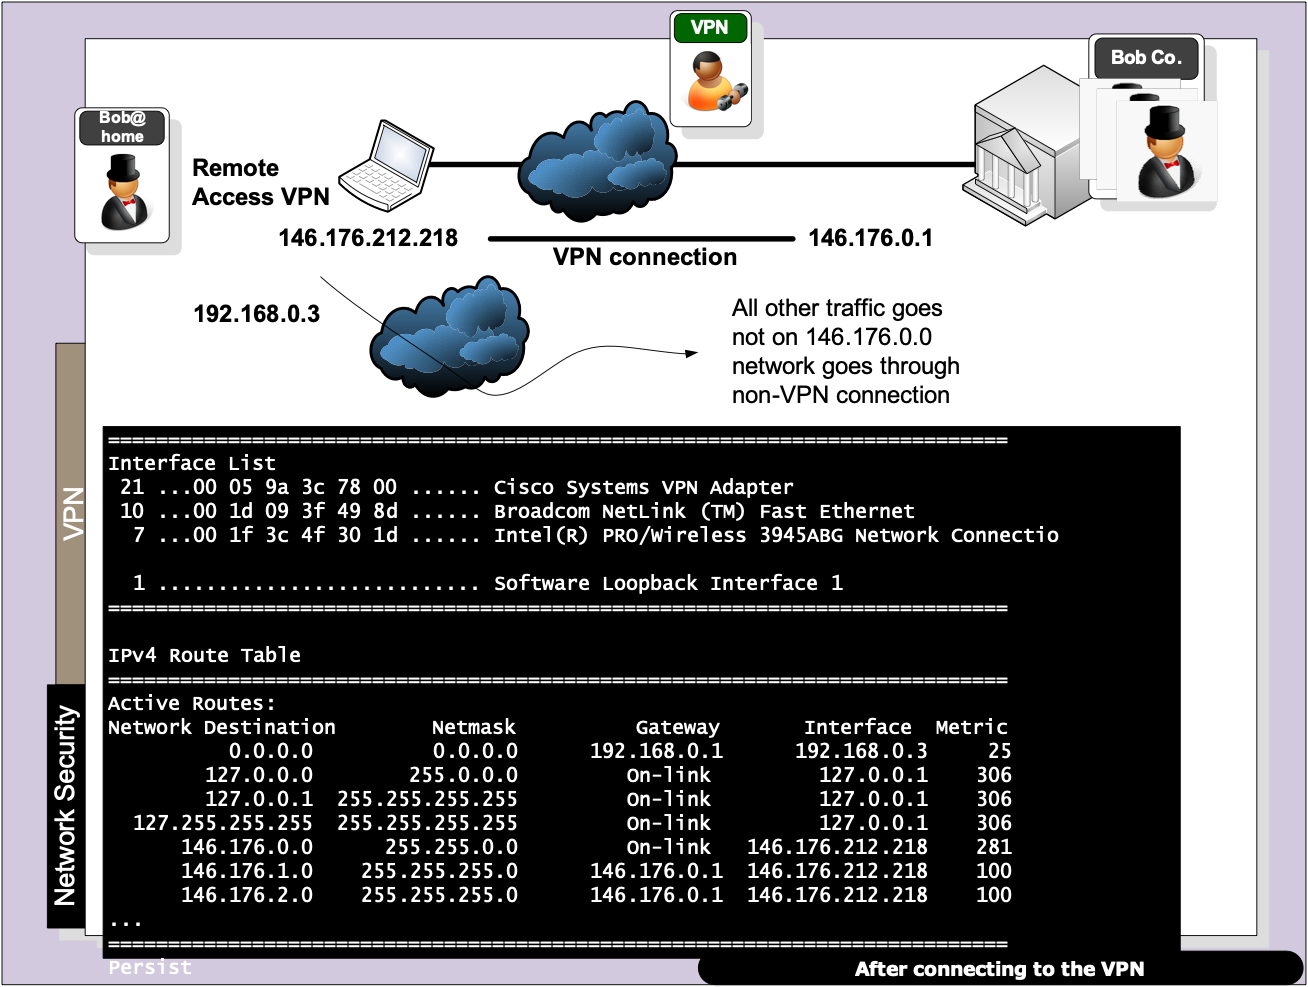 VPN
Bob Co.
Bob@
home
Remote
Access VPN
146.176.212.218
146.176.0.1
VPN connection
192.168.0.3
All other traffic goes
not on 146.176.0.0
network goes through
non-VPN connection
VPN
Network Security
==========================================================================
Interface List
21 ...00 05 9a 3c 78 00 ...... Cisco Systems VPN Adapter
10 ...00 1d 09 3f 49 8d ...... Broadcom NetLink (TM) Fast Ethernet
7 ...00 1f 3c 4f 30 1d ...... Intel(R) PRO/Wireless 3945ABG Network Connectio
1 ........................... Software Loopback Interface 1
==========================================================================
IPv4 Route Table
==========================================================================
Active Routes:
Network Destination Netmask Gateway Interface Metric
0.0.0.0 0.0.0.0 192.168.0.1 192.168.0.3 25
127.0.0.0 255.0.0.0 On-link 127.0.0.1 306
127.0.0.1 255.255.255.255 On-link 127.0.0.1 306
127.255.255.255 255.255.255.255 On-link 127.0.0.1 306
146.176.0.0 255.255.0.0 On-link 146.176.212.218 281
146.176.1.0 255.255.255.0 146.176.0.1 146.176.212.218 100
146.176.2.0 255.255.255.0 146.176.0.1 146.176.212.218 100
...
==========================================================================
Persist
After connecting to the VPN